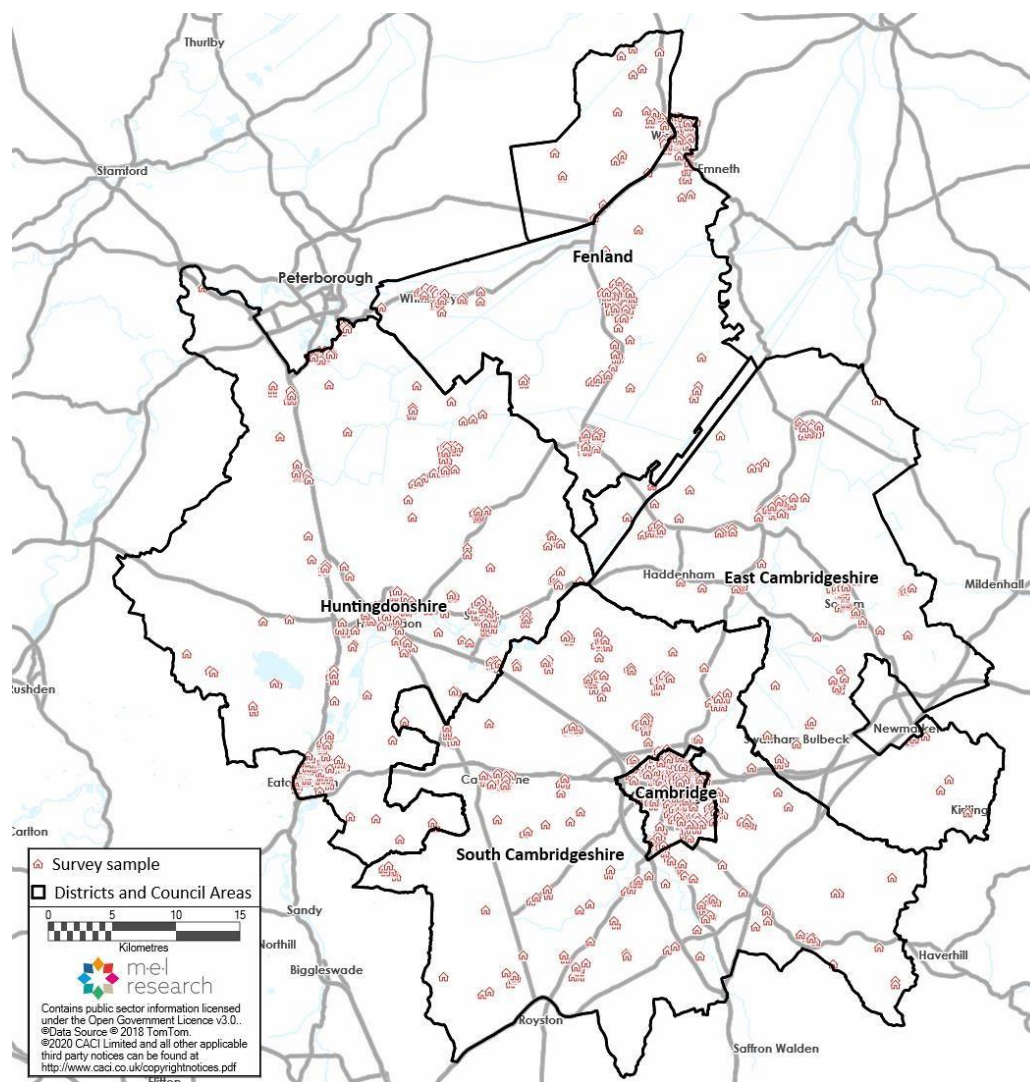 Thurlby
Stamford
Emneth
Fenland
Peterborough
Haddenham
East Cambridgeshire
Mildenhall
Huntingdonshire
Newmarket
Swaffham Bulbeck
Cambridge
South Cambridgeshire
Sandy
Biggleswade
Haverhill
Royston
Saffron Walden
Survey sample
Districts and Council Areas
0 5 10 15
Kilometres
m·e·l
research
Contains public sector information licensed
under the Open Government Licence v3.0..
©Data Source © 2018 TomTom.
©2020 CACI Limited and all other applicable
third party notices can be found at
http://www.caci.co.uk/copyrightnotices.pdf